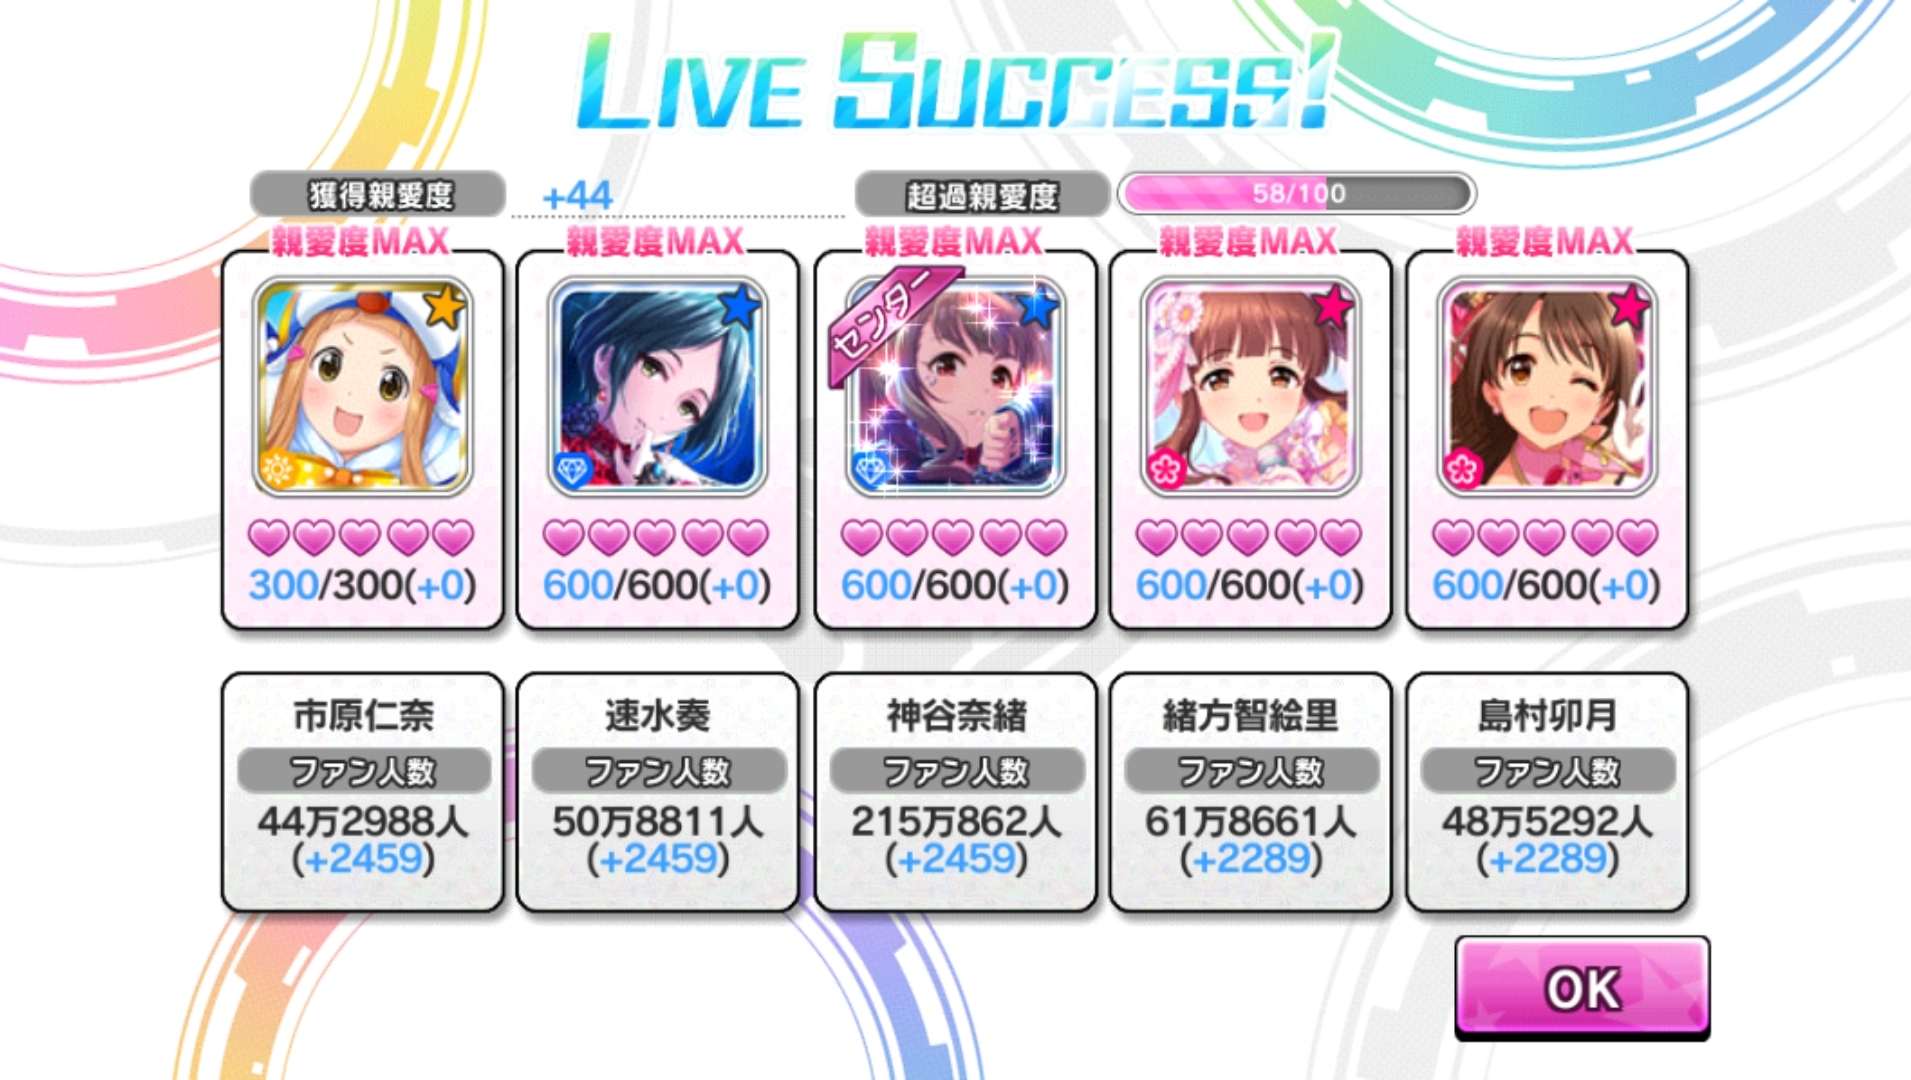 LIVE SUCCESS!
獲得親愛度 +44 超過親愛度 58/100
親愛度MAX 親愛度MAX 親愛度MAX 親愛度MAX 親愛度MAX
センター
300/300(+0) 600/600(+0) 600/600(+0) 600/600(+0) 600/600(+0)
市原仁奈 速水奏 神谷奈緒 緒方智絵里 島村卯月
ファン人数 ファン人数 ファン人数 ファン人数 ファン人数
44万2988人 50万8811人 215万862人 61万8661人 48万5292人
(+2459) (+2459) (+2459) (+2289) (+2289)
OK